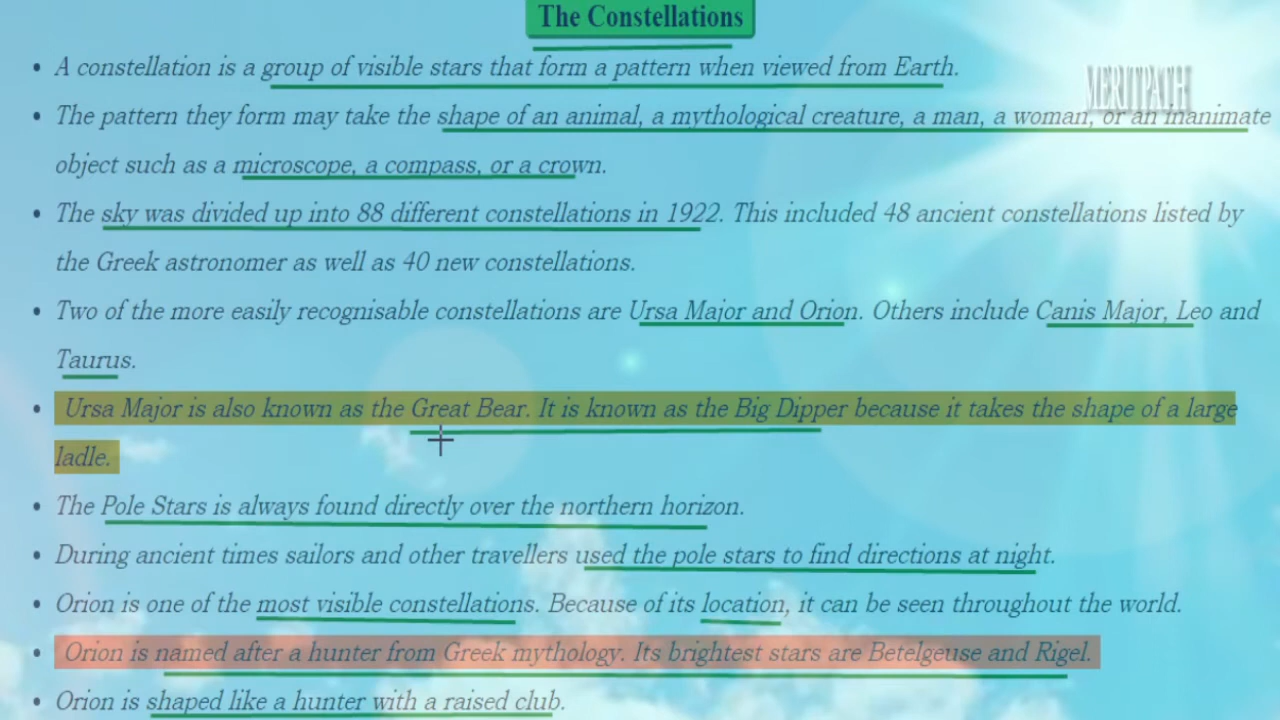 The Constellations
• A constellation is a group of visible stars that form a pattern when viewed from Earth.
MERITPATH
• The pattern they form may take the shape of an animal, a mythological creature, a man, a woman, or an inanimate
object such as a microscope, a compass, or a crown.
• The sky was divided up into 88 different constellations in 1922. This included 48 ancient constellations listed by
the Greek astronomer as well as 40 new constellations.
• Two of the more easily recognisable constellations are Ursa Major and Orion. Others include Canis Major, Leo and
Taurus.
• Ursa Major is also known as the Great Bear. It is known as the Big Dipper because it takes the shape of a large
ladle.
• The Pole Stars is always found directly over the northern horizon.
• During ancient times sailors and other travellers used the pole stars to find directions at night.
• Orion is one of the most visible constellations. Because of its location, it can be seen throughout the world.
• Orion is named after a hunter from Greek mythology. Its brightest stars are Betelgeuse and Rigel.
• Orion is shaped like a hunter with a raised club.